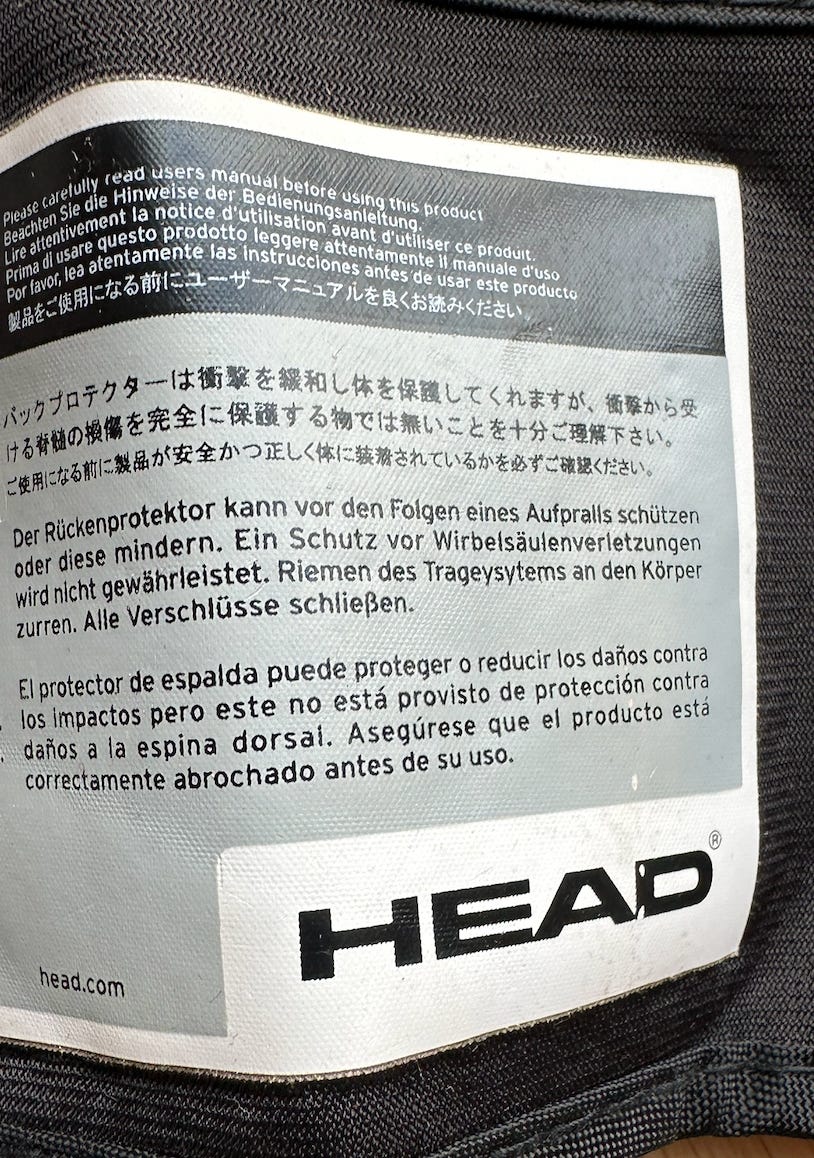 Please carefully read users manual before using this product
Beachten Sie die Hinweise der Bedienungsanleitung.
Lire attentivement la notice d'utilisation avant d'utiliser ce produit.
Prima di usare questo prodotto leggere attentamente il manuale d'uso
Por favor, lea atentamente las instrucciones antes de usar este producto
製品をご使用になる前にユーザーマニュアルを良くお読みください。
バックプロテクターは衝撃を緩和し体を保護してくれますが、衝撃から受
ける脊髄の損傷を完全に保護する物では無いことを十分ご理解下さい。
ご使用になる前に製品が安全かつ正しく体に装着されているかを必ずご確認ください。
Der Rückenprotektor kann vor den Folgen eines Aufpralls schützen
oder diese mindern. Ein Schutz vor Wirbelsäulenverletzungen
wird nicht gewährleistet. Riemen des Trageysytems an den Körper
zurren. Alle Verschlüsse schließen.
El protector de espalda puede proteger o reducir los daños contra
los impactos pero este no está provisto de protección contra
daños a la espina dorsal. Asegúrese que el producto está
correctamente abrochado antes de su uso.
HEAD®
head.com